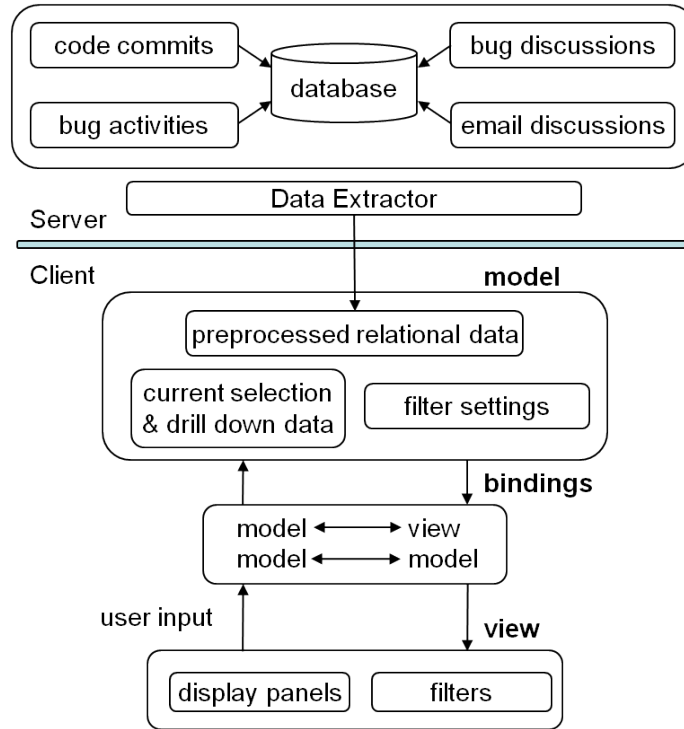 code commits
bug discussions
database
bug activities
email discussions
Data Extractor
Server
Client
model
preprocessed relational data
current selection
& drill down data
filter settings
bindings
model view
model model
user input
view
display panels
filters